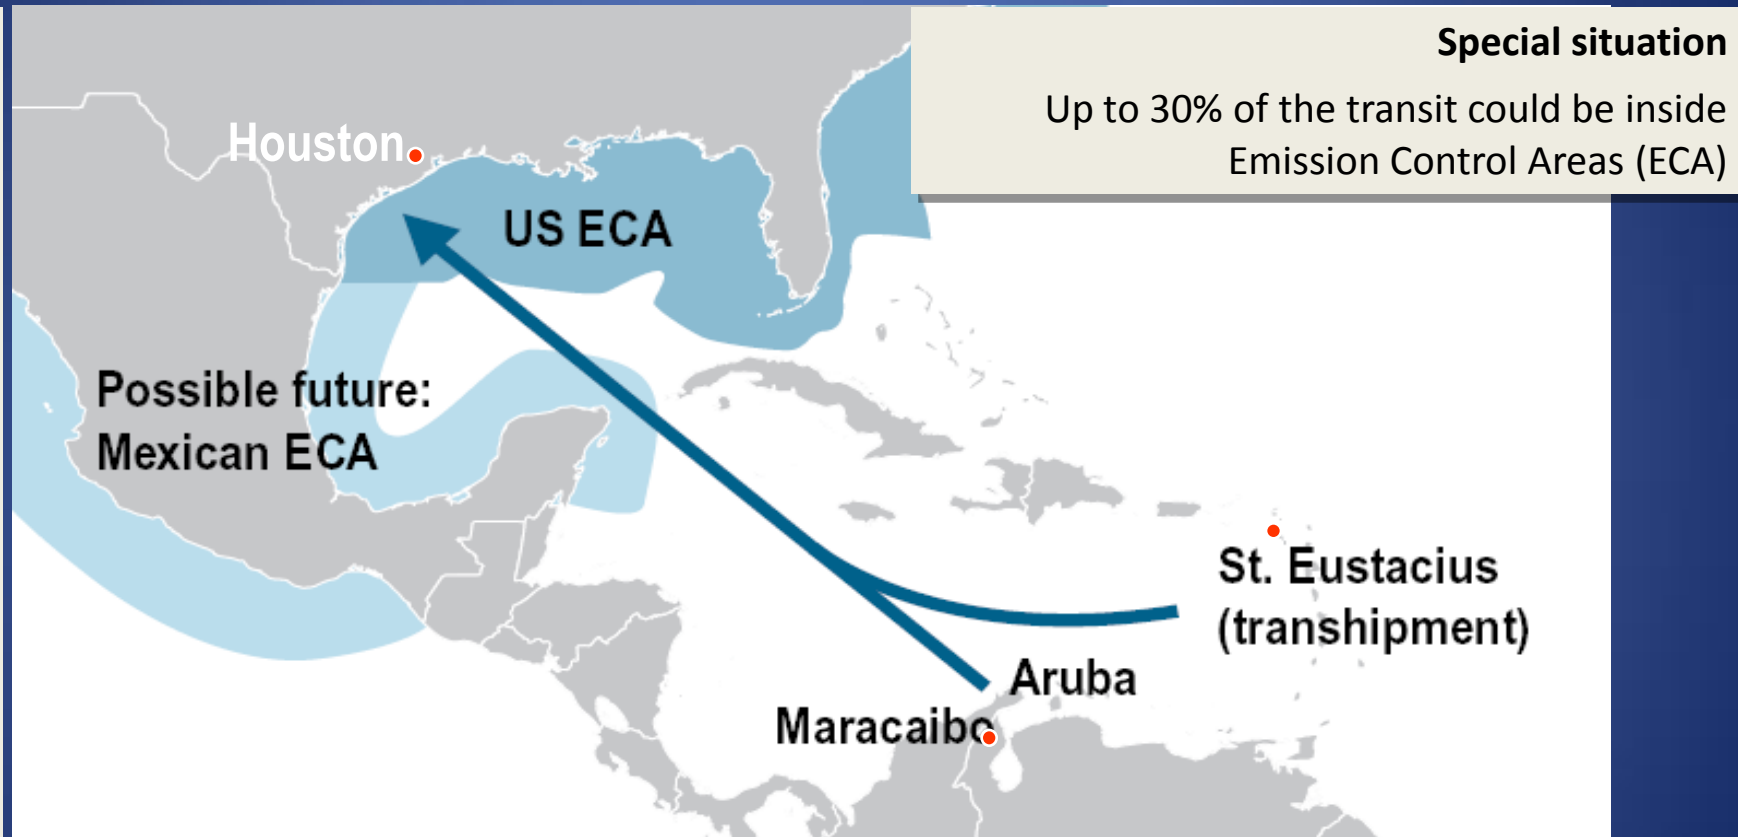 Special situation
Up to 30% of the transit could be inside
Emission Control Areas (ECA)
Houston
US ECA
Possible future:
Mexican ECA
St. Eustacius
(transhipment)
Aruba
Maracaibo